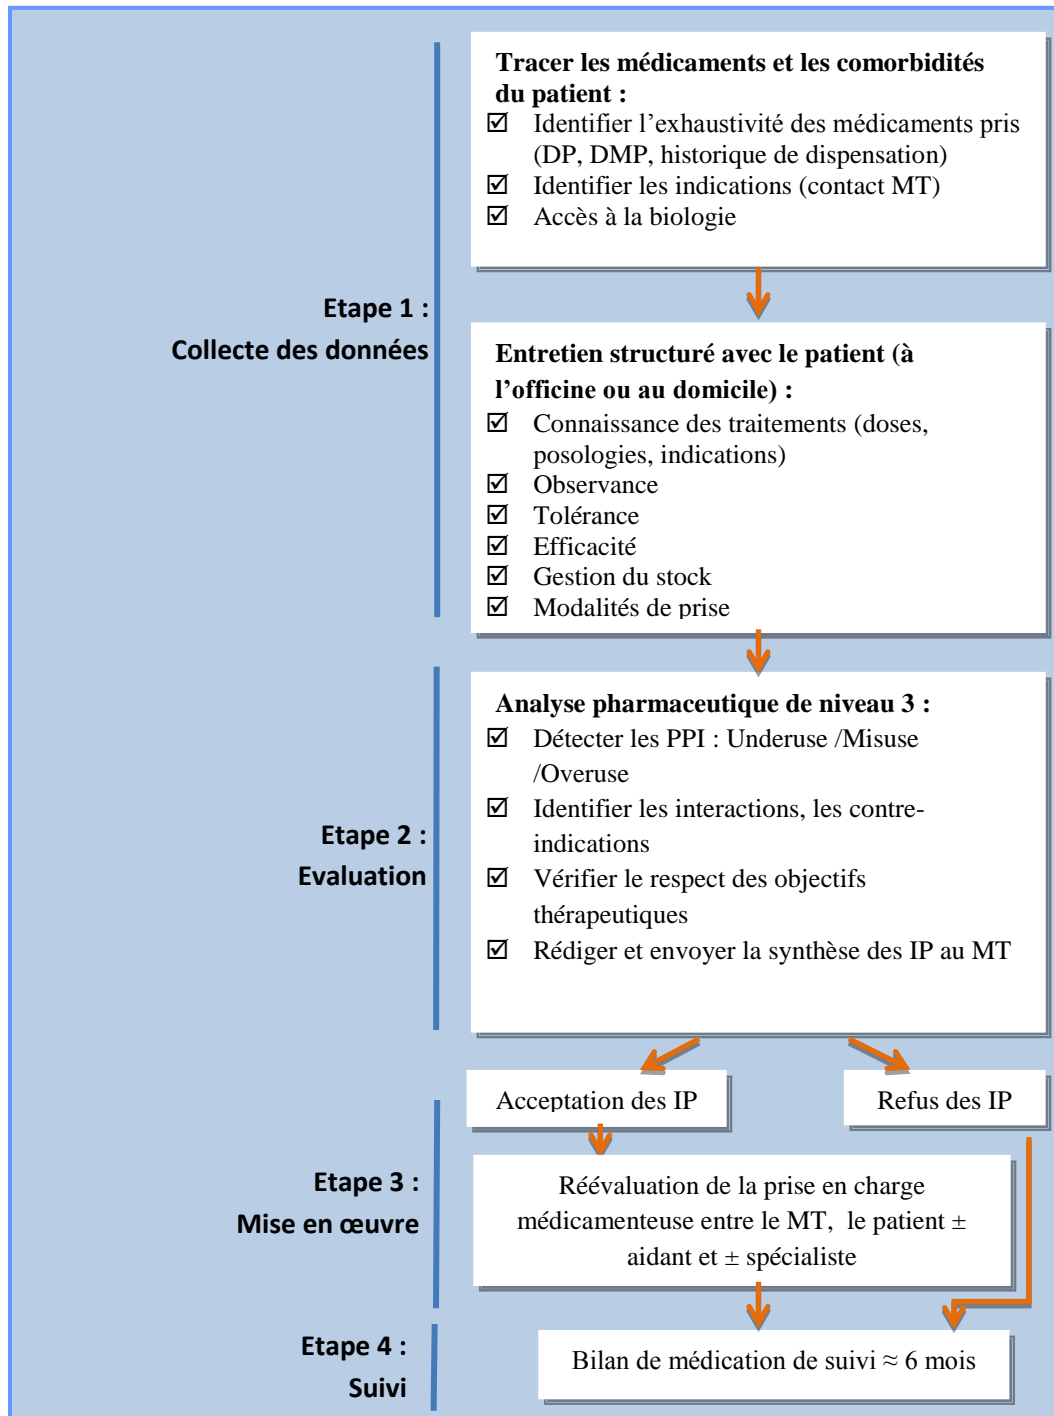 Tracer les médicaments et les comorbidités
du patient :
☑ Identifier l’exhaustivité des médicaments pris
(DP, DMP, historique de dispensation)
☑ Identifier les indications (contact MT)
☑ Accès à la biologie
Etape 1 :
Collecte des données
Entretien structuré avec le patient (à
l’officine ou au domicile) :
☑ Connaissance des traitements (doses,
posologies, indications)
☑ Observance
☑ Tolérance
☑ Efficacité
☑ Gestion du stock
☑ Modalités de prise
Etape 2 :
Evaluation
Analyse pharmaceutique de niveau 3 :
☑ Détecter les PPI : Underuse /Misuse
/Overuse
☑ Identifier les interactions, les contre-
indications
☑ Vérifier le respect des objectifs
thérapeutiques
☑ Rédiger et envoyer la synthèse des IP au MT
Acceptation des IP
Refus des IP
Etape 3 :
Mise en œuvre
Réévaluation de la prise en charge
médicamenteuse entre le MT, le patient ±
aidant et ± spécialiste
Etape 4 :
Suivi
Bilan de médication de suivi ≈ 6 mois